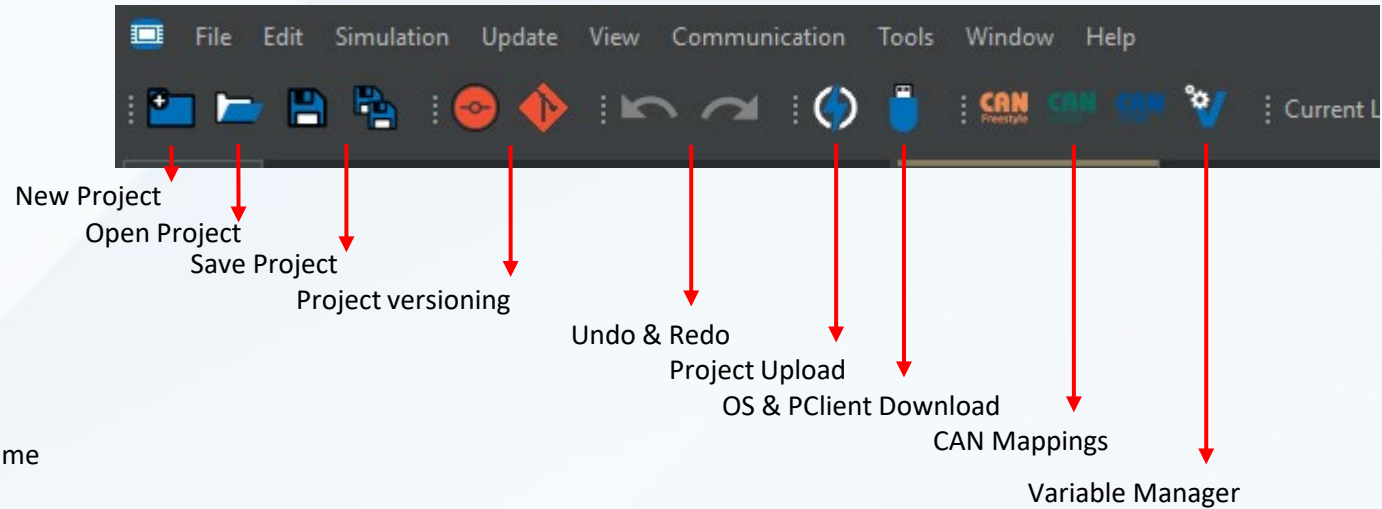 File Edit Simulation Update View Communication Tools Window Help
CAN Freestyle CAN CAN Current L
New Project
Open Project
Save Project
Project versioning
Undo & Redo
Project Upload
OS & PClient Download
CAN Mappings
me
Variable Manager